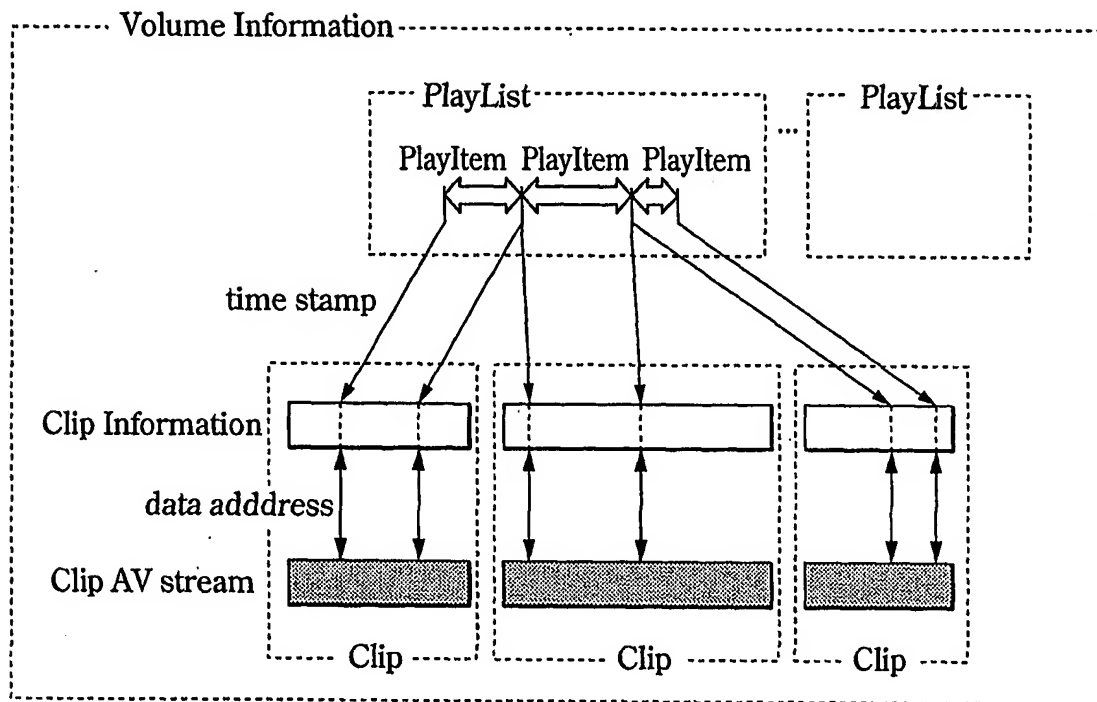 Volume Information
PlayList
PlayList
...
PlayItem PlayItem PlayItem
time stamp
Clip Information
data adddress
Clip AV stream
Clip
Clip
Clip